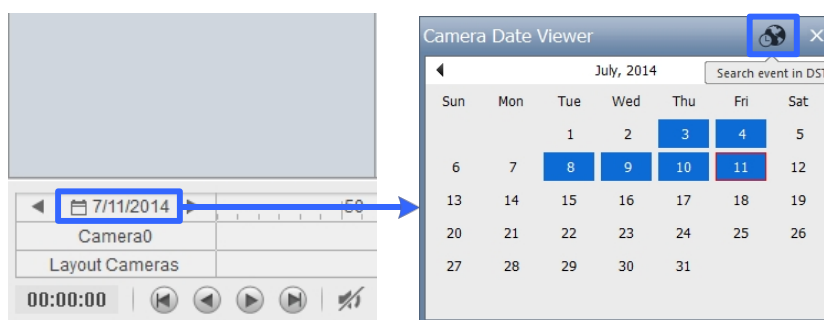 7/11/2014
50
Camera0
Layout Cameras
00:00:00
Camera Date Viewer
July, 2014
Search event in DST
Sun Mon Tue Wed Thu Fri Sat
1 2 3 4 5
6 7 8 9 10 11 12
13 14 15 16 17 18 19
20 21 22 23 24 25 26
27 28 29 30 31